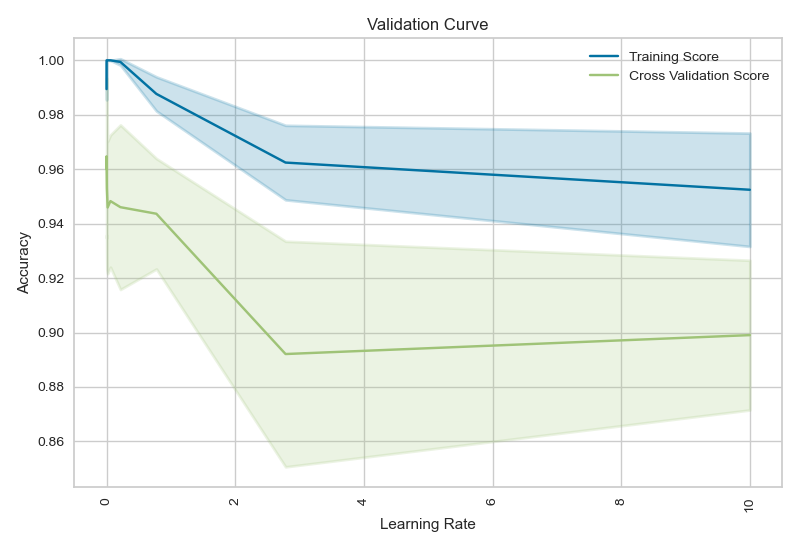 Validation Curve
Training Score
Cross Validation Score
Accuracy
1.00
0.98
0.96
0.94
0.92
0.90
0.88
0.86
0
2
4
6
8
10
Learning Rate